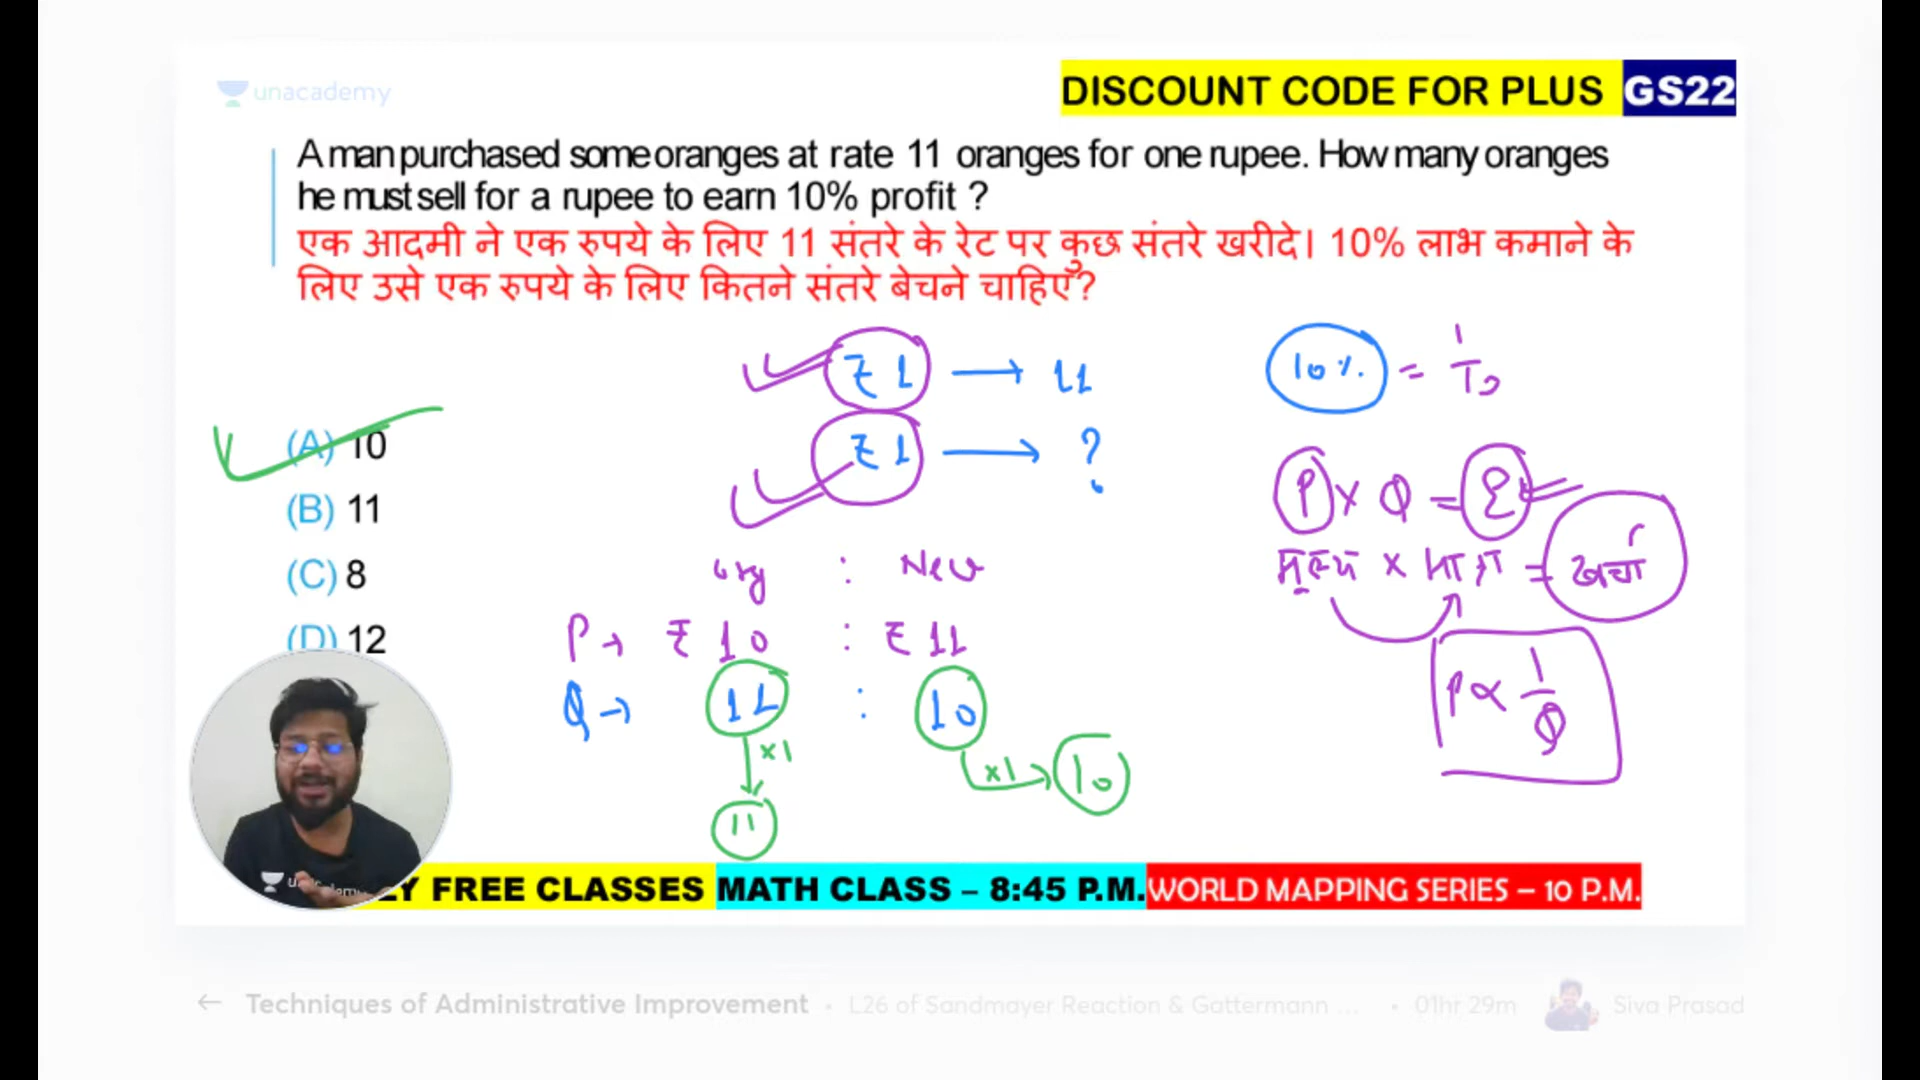 unacademy
DISCOUNT CODE FOR PLUS GS22
A man purchased some oranges at rate 11 oranges for one rupee. How many oranges
he must sell for a rupee to earn 10% profit ?
एक आदमी ने एक रुपये के लिए 11 संतरे के रेट पर कुछ संतरे खरीदे। 10% लाभ कमाने के
लिए उसे एक रुपये के लिए कितने संतरे बेचने चाहिएँ?
₹ 1 → 11
10% = 1/10
(A) 10
₹ 1 → ?
P × Q = E
(B) 11
मूल्य × मात्रा = खर्चा
(C) 8
org : New
(D) 12
P → ₹ 10 : ₹ 11
P ∝ 1/Q
Q → 11 : 10
×1
×1 → 10
11
unacademy
Y FREE CLASSES MATH CLASS – 8:45 P.M. WORLD MAPPING SERIES – 10 P.M.
← Techniques of Administrative Improvement • L26 of Sandmayer Reaction & Gattermann ... • 01hr 29m Siva Prasad